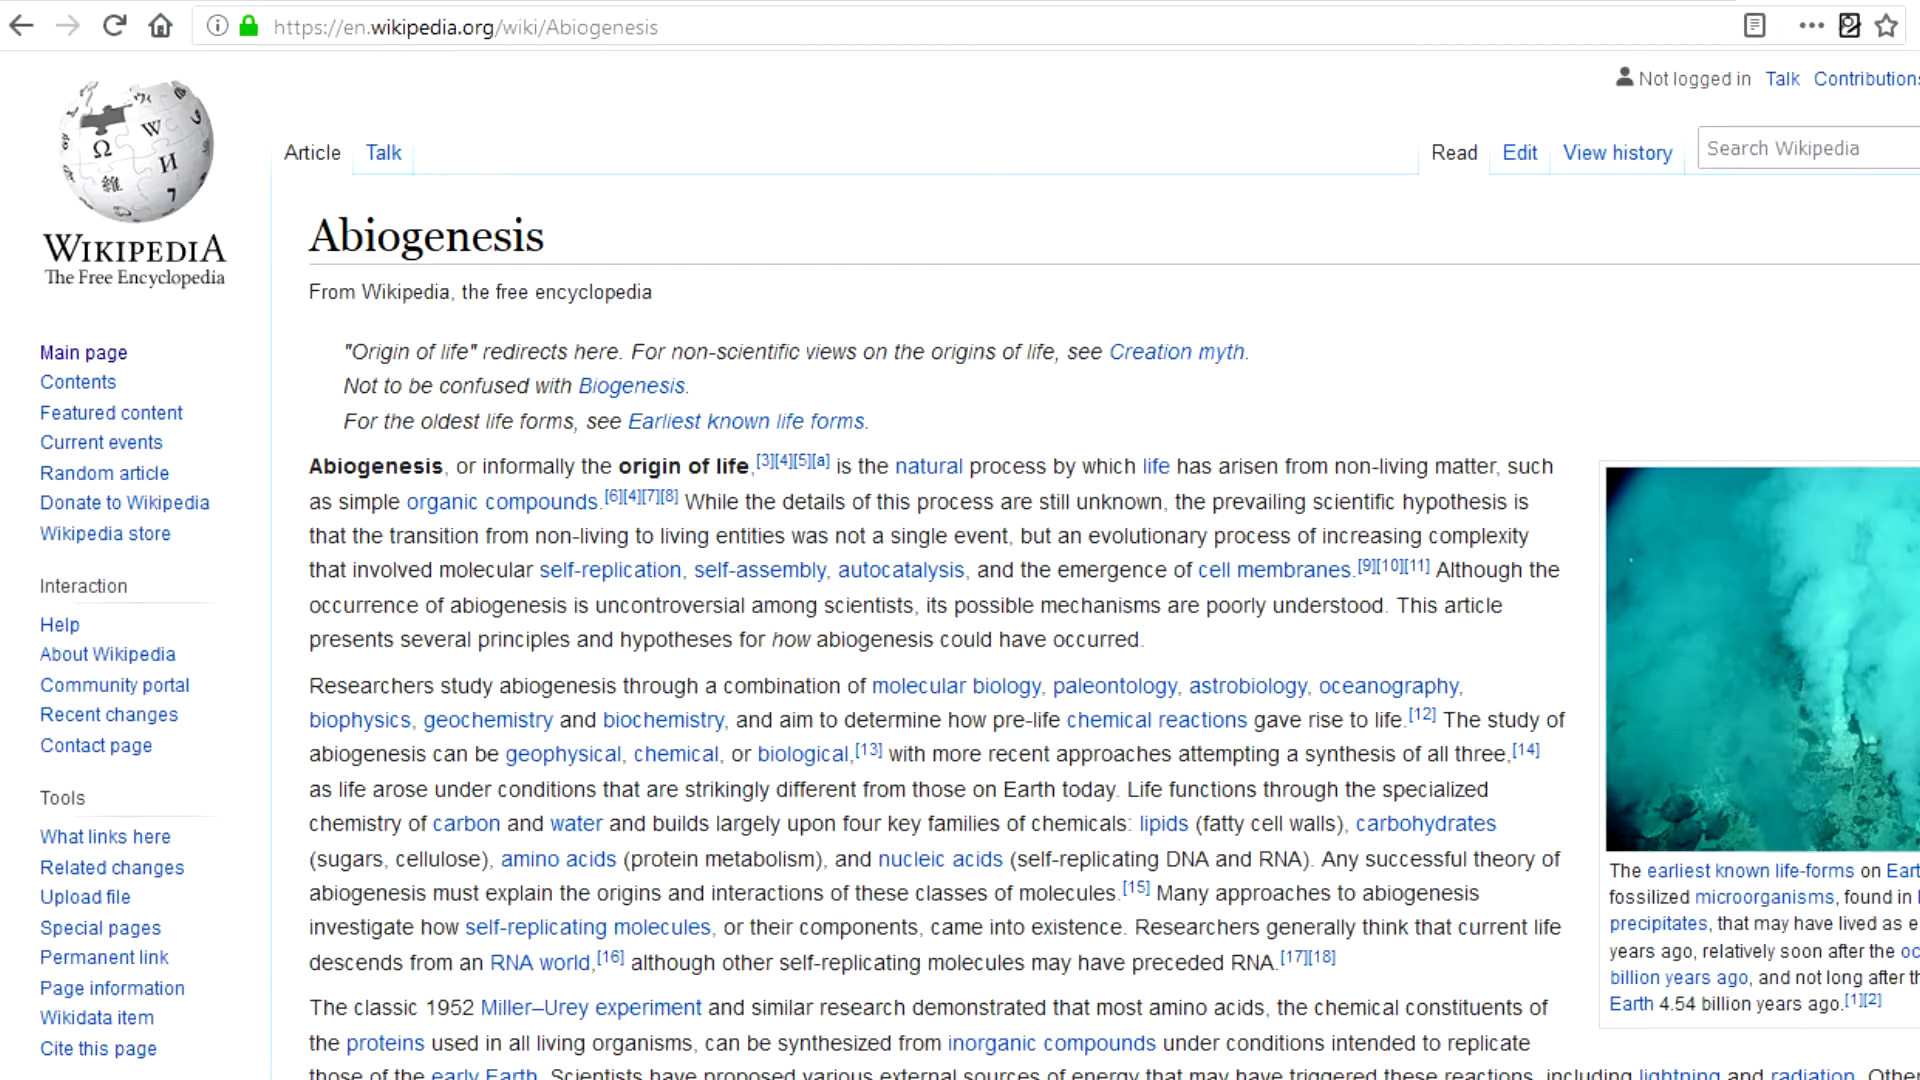 https://en.wikipedia.org/wiki/Abiogenesis
Not logged in Talk Contributions
Article Talk Read Edit View history Search Wikipedia
WIKIPEDIA
The Free Encyclopedia
Main page
Contents
Featured content
Current events
Random article
Donate to Wikipedia
Wikipedia store
Interaction
Help
About Wikipedia
Community portal
Recent changes
Contact page
Tools
What links here
Related changes
Upload file
Special pages
Permanent link
Page information
Wikidata item
Cite this page
Abiogenesis
From Wikipedia, the free encyclopedia
"Origin of life" redirects here. For non-scientific views on the origins of life, see Creation myth.
Not to be confused with Biogenesis.
For the oldest life forms, see Earliest known life forms.
Abiogenesis, or informally the origin of life,[3][4][5][a] is the natural process by which life has arisen from non-living matter, such
as simple organic compounds.[6][4][7][8] While the details of this process are still unknown, the prevailing scientific hypothesis is
that the transition from non-living to living entities was not a single event, but an evolutionary process of increasing complexity
that involved molecular self-replication, self-assembly, autocatalysis, and the emergence of cell membranes.[9][10][11] Although the
occurrence of abiogenesis is uncontroversial among scientists, its possible mechanisms are poorly understood. This article
presents several principles and hypotheses for how abiogenesis could have occurred.
Researchers study abiogenesis through a combination of molecular biology, paleontology, astrobiology, oceanography,
biophysics, geochemistry and biochemistry, and aim to determine how pre-life chemical reactions gave rise to life.[12] The study of
abiogenesis can be geophysical, chemical, or biological,[13] with more recent approaches attempting a synthesis of all three,[14]
as life arose under conditions that are strikingly different from those on Earth today. Life functions through the specialized
chemistry of carbon and water and builds largely upon four key families of chemicals: lipids (fatty cell walls), carbohydrates
(sugars, cellulose), amino acids (protein metabolism), and nucleic acids (self-replicating DNA and RNA). Any successful theory of
abiogenesis must explain the origins and interactions of these classes of molecules.[15] Many approaches to abiogenesis
investigate how self-replicating molecules, or their components, came into existence. Researchers generally think that current life
descends from an RNA world,[16] although other self-replicating molecules may have preceded RNA.[17][18]
The classic 1952 Miller–Urey experiment and similar research demonstrated that most amino acids, the chemical constituents of
the proteins used in all living organisms, can be synthesized from inorganic compounds under conditions intended to replicate
those of the early Earth. Scientists have proposed various external sources of energy that may have triggered these reactions, including lightning and radiation. Other
The earliest known life-forms on Eart
fossilized microorganisms, found in
precipitates, that may have lived as e
years ago, relatively soon after the oc
billion years ago, and not long after th
Earth 4.54 billion years ago.[1][2]